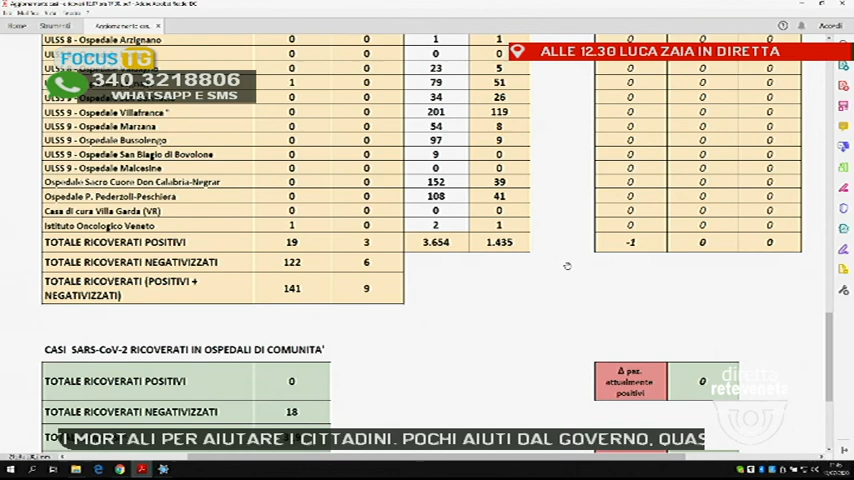 Home Strumenti Aggiornamento cas... Accedi
ALLE 12.30 LUCA ZAIA IN DIRETTA
FOCUS TG
340 3218806
WHATSAPP E SMS
ULSS 8 - Ospedale Arzignano 1 1 0 0 0
0 0 0 0 0
23 5 0 0 0
1 0 79 51 0 0 0
0 0 34 26 0 0 0
ULSS 9 - Ospedale Villafranca " 0 0 201 119 0 0 0
ULSS 9 - Ospedale Marzana 0 0 54 8 0 0 0
ULSS 9 - Ospedale Bussolengo 0 0 97 9 0 0 0
ULSS 9 - Ospedale San Biagio di Bovolone 0 0 9 0 0 0 0
ULSS 9 - Ospedale Malcesine 0 0 0 0 0 0
Ospedale Sacro Cuore Don Calabria-Negrar 0 0 152 39 0 0 0
Ospedale P. Pederzoli-Peschiera 0 0 108 41 0 0 0
Casa di cura Villa Garda (VR) 0 0 0 0 0 0 0
Istituto Oncologico Veneto 1 0 2 1 0 0 0
TOTALE RICOVERATI POSITIVI 19 3 3.654 1.435 -1 0 0
TOTALE RICOVERATI NEGATIVIZZATI 122 6
TOTALE RICOVERATI (POSITIVI +
NEGATIVIZZATI) 141 9
CASI SARS-CoV-2 RICOVERATI IN OSPEDALI DI COMUNITA'
TOTALE RICOVERATI POSITIVI 0
Δ paz.
attualmente
positivi 0
TOTALE RICOVERATI NEGATIVIZZATI 18
diretta
reteveneta
I MORTALI PER AIUTARE I CITTADINI. POCHI AIUTI DAL GOVERNO, QUAS